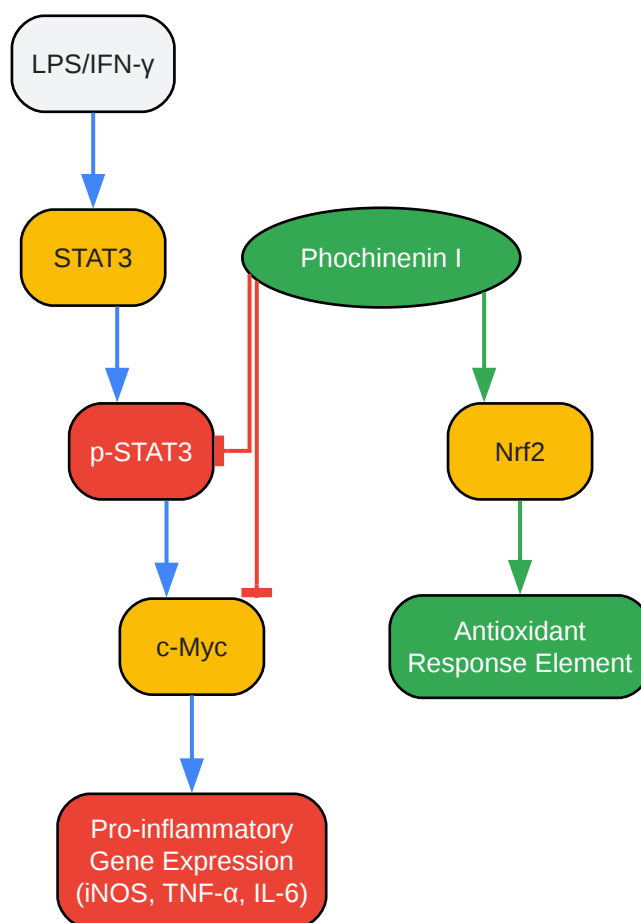 LPS/IFN-γ
STAT3
Phochinenin I
p-STAT3
Nrf2
c-Myc
Antioxidant
Response Element
Pro-inflammatory
Gene Expression
(iNOS, TNF-α, IL-6)